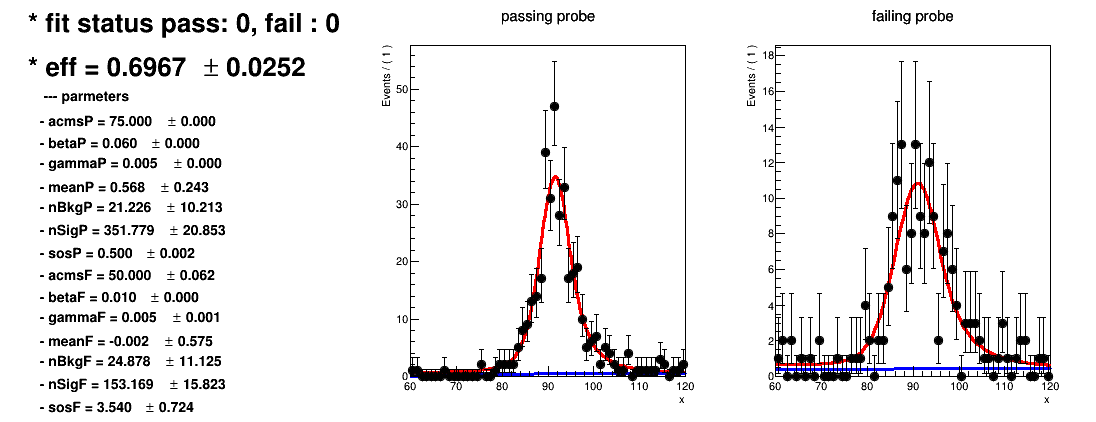 * fit status pass: 0, fail : 0
* eff = 0.6967 ± 0.0252
--- parmeters
- acmsP = 75.000 ± 0.000
- betaP = 0.060 ± 0.000
- gammaP = 0.005 ± 0.000
- meanP = 0.568 ± 0.243
- nBkgP = 21.226 ± 10.213
- nSigP = 351.779 ± 20.853
- sosP = 0.500 ± 0.002
- acmsF = 50.000 ± 0.062
- betaF = 0.010 ± 0.000
- gammaF = 0.005 ± 0.001
- meanF = -0.002 ± 0.575
- nBkgF = 24.878 ± 11.125
- nSigF = 153.169 ± 15.823
- sosF = 3.540 ± 0.724
passing probe
Events / ( 1 )
50
40
30
20
10
0
60 70 80 90 100 110 120
x
failing probe
Events / ( 1 )
18
16
14
12
10
8
6
4
2
0
60 70 80 90 100 110 120
x